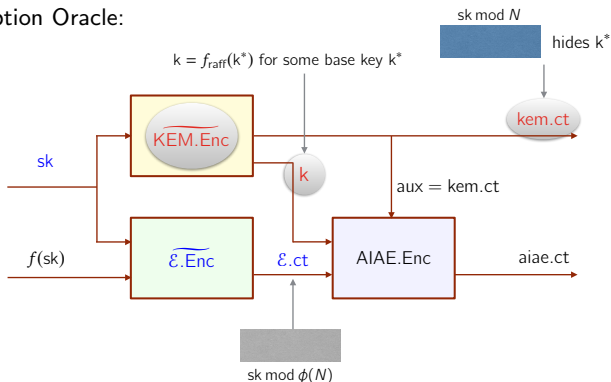 ption Oracle:
sk mod N
hides k*
k = f_raff(k*) for some base key k*
KEM.Enc
kem.ct
sk
k
aux = kem.ct
f(sk)
ℰ.Enc
ℰ.ct
AIAE.Enc
aiae.ct
sk mod ϕ(N)